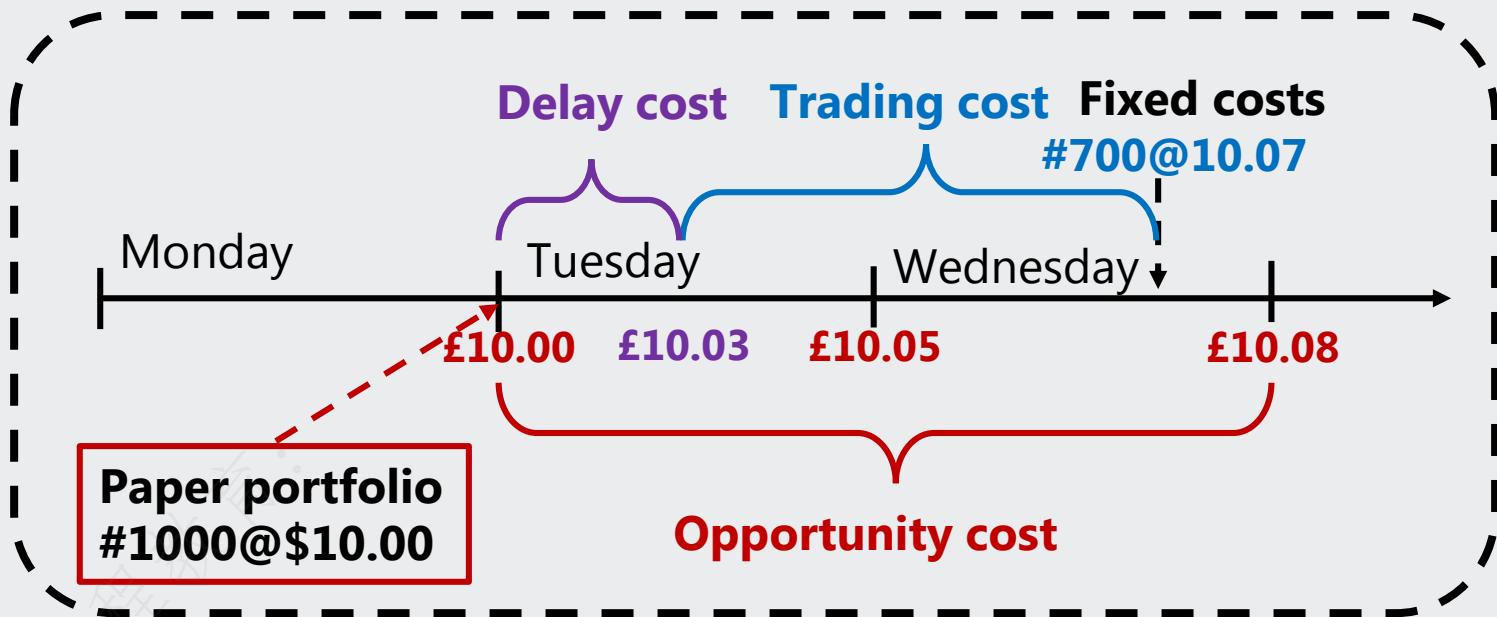 Delay cost
Trading cost
Fixed costs
#700@10.07
Monday
Tuesday
Wednesday
£10.00
£10.03
£10.05
£10.08
Paper portfolio
#1000@$10.00
Opportunity cost